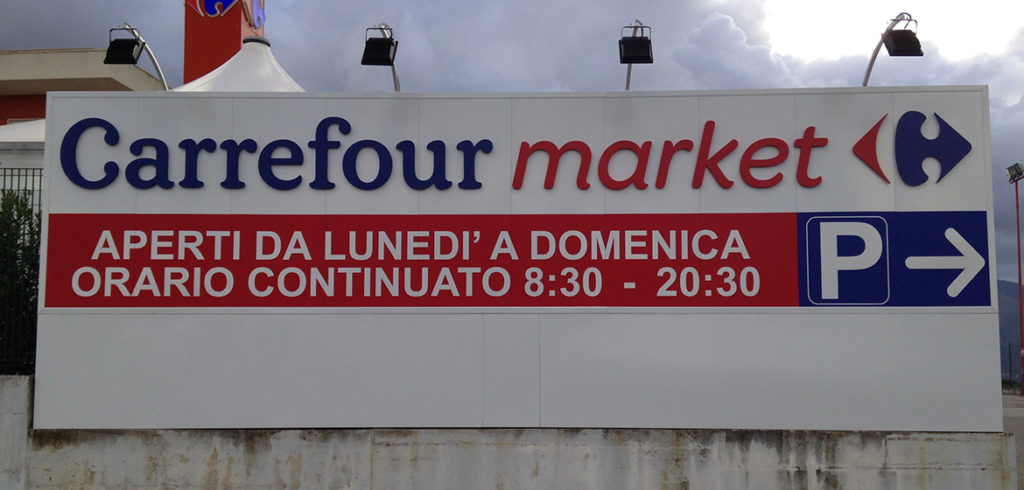 Carrefour market
APERTI DA LUNEDI' A DOMENICA
ORARIO CONTINUATO 8:30 - 20:30
P